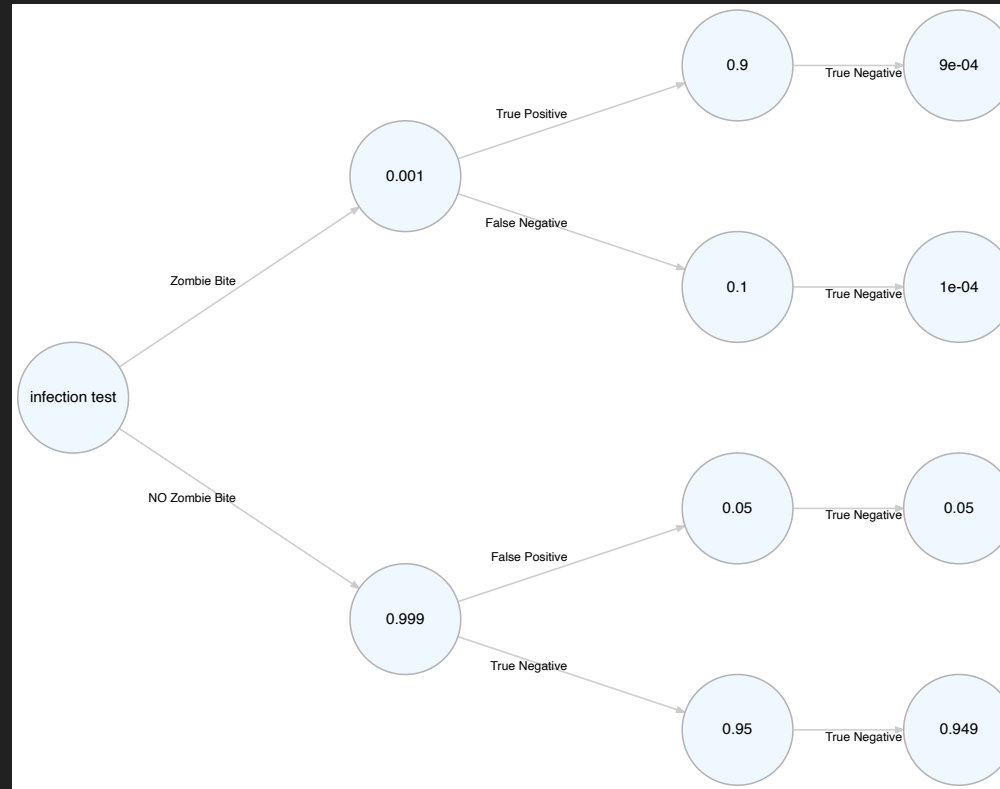 0.9
True Negative
9e-04
True Positive
0.001
False Negative
Zombie Bite
0.1
True Negative
1e-04
infection test
NO Zombie Bite
0.05
True Negative
0.05
False Positive
0.999
True Negative
0.95
True Negative
0.949